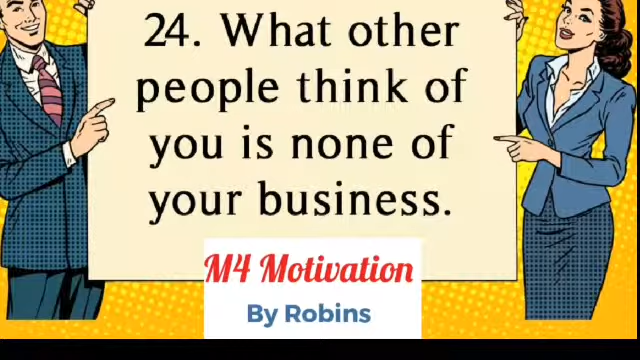 24. What other
people think of
you is none of
your business.
M4 Motivation
By Robins